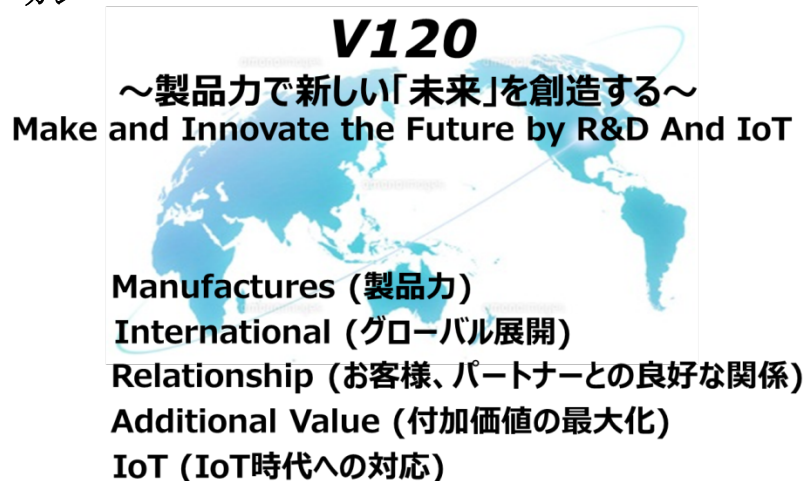 V120
～製品力で新しい「未来」を創造する～
Make and Innovate the Future by R&D And IoT
Manufactures (製品力)
International (グローバル展開)
Relationship (お客様、パートナーとの良好な関係)
Additional Value (付加価値の最大化)
IoT (IoT時代への対応)